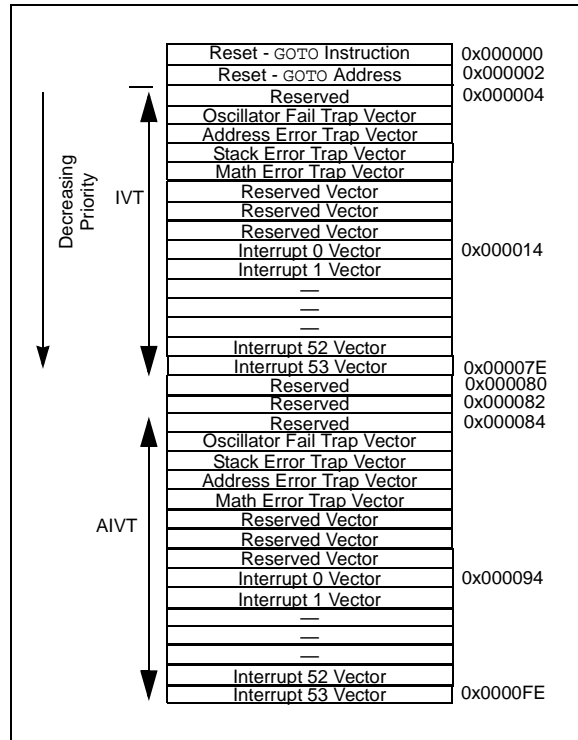 Reset - GOTO Instruction 0x000000
Reset - GOTO Address 0x000002
Reserved 0x000004
Oscillator Fail Trap Vector
Address Error Trap Vector
Stack Error Trap Vector
Math Error Trap Vector
Reserved Vector
Reserved Vector
Reserved Vector
Interrupt 0 Vector 0x000014
Interrupt 1 Vector
—
—
—
Interrupt 52 Vector
Interrupt 53 Vector 0x00007E
Reserved 0x000080
Reserved 0x000082
Reserved 0x000084
Oscillator Fail Trap Vector
Stack Error Trap Vector
Address Error Trap Vector
Math Error Trap Vector
Reserved Vector
Reserved Vector
Reserved Vector
Interrupt 0 Vector 0x000094
Interrupt 1 Vector
—
—
—
Interrupt 52 Vector
Interrupt 53 Vector 0x0000FE
Decreasing
Priority
IVT
AIVT